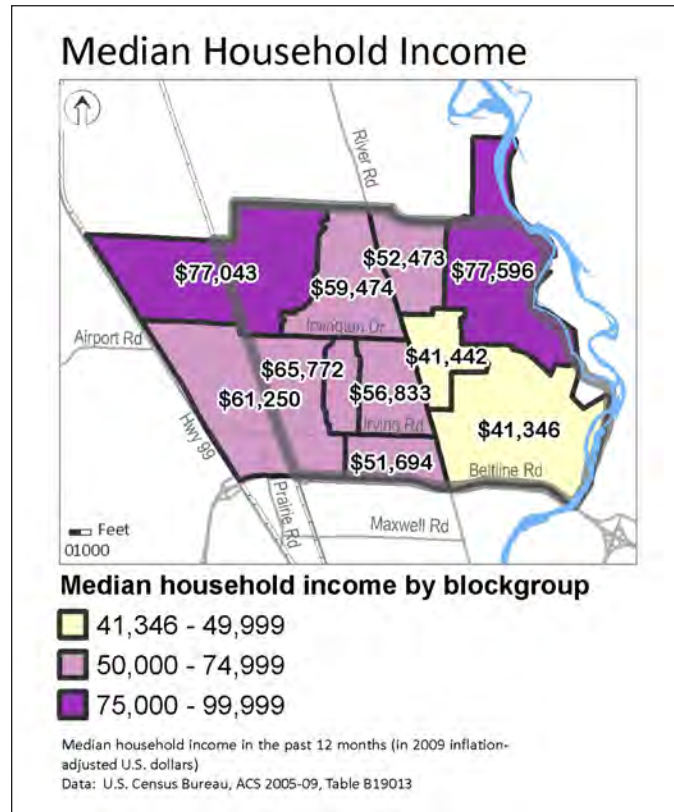 Median Household Income
River Rd
$52,473
$77,043
$77,596
$59,474
Irvington Dr
Airport Rd
$41,442
$65,772
$56,833
$61,250
Irving Rd
$41,346
Hwy 99
$51,694
Beltline Rd
Prairie Rd
Maxwell Rd
Feet
01000
Median household income by blockgroup
41,346 - 49,999
50,000 - 74,999
75,000 - 99,999
Median household income in the past 12 months (in 2009 inflation-
adjusted U.S. dollars)
Data: U.S. Census Bureau, ACS 2005-09, Table B19013